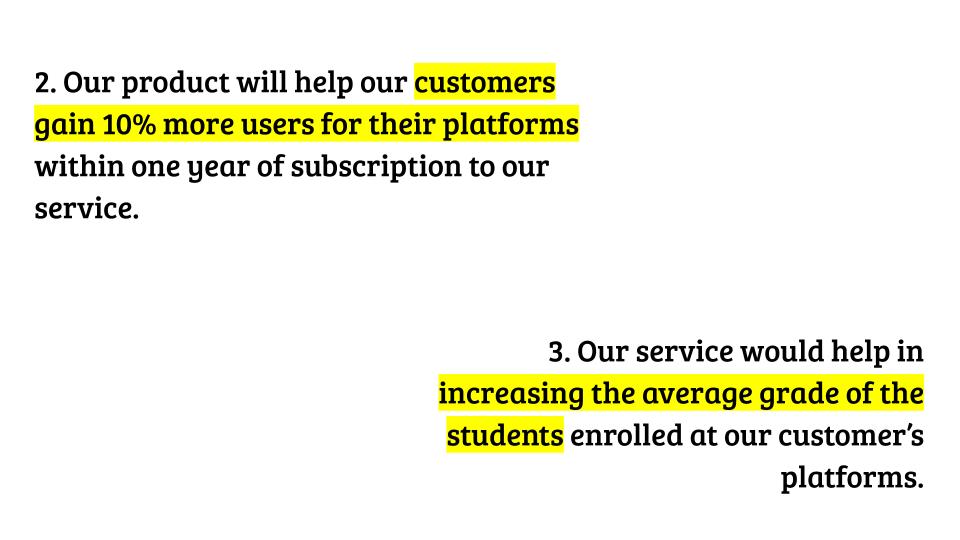 2. Our product will help our customers
gain 10% more users for their platforms
within one year of subscription to our
service.
3. Our service would help in
increasing the average grade of the
students enrolled at our customer’s
platforms.